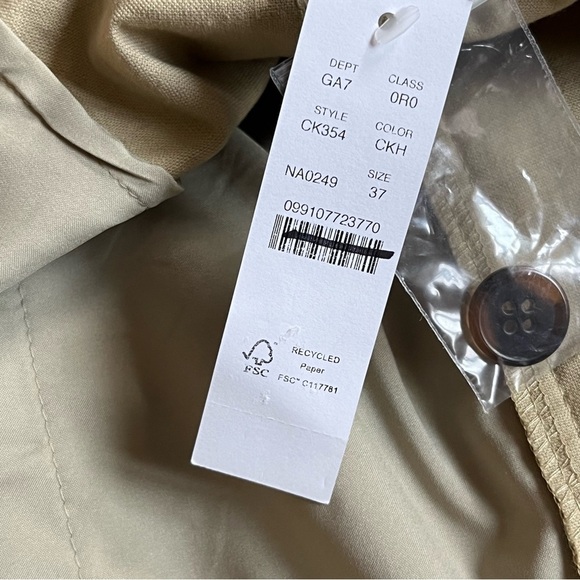 DEPT CLASS
GA7 0R0
STYLE COLOR
CK354 CKH
NA0249 SIZE
37
099107723770
FSC
RECYCLED
Paper
FSC™ C117781